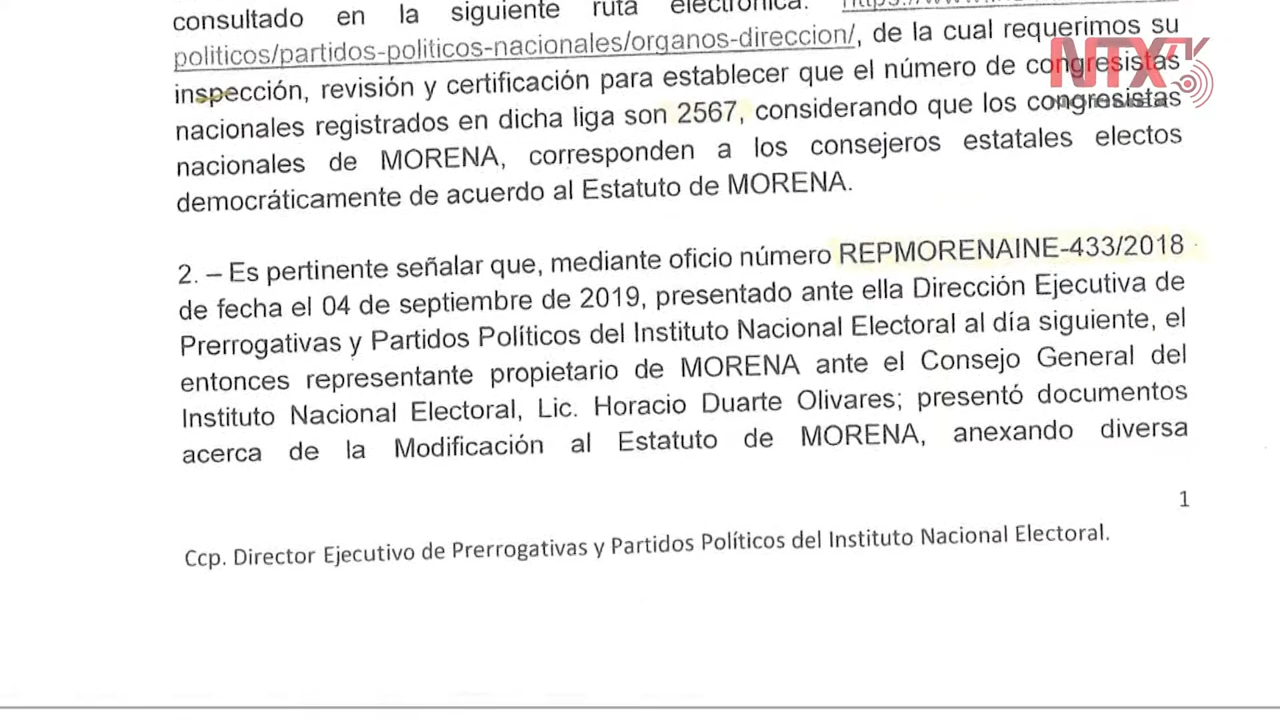 consultado en la siguiente ruta electrónica:
politicos/partidos-politicos-nacionales/organos-direccion/, de la cual requerimos su
inspección, revisión y certificación para establecer que el número de congresistas
nacionales registrados en dicha liga son 2567, considerando que los congresistas
nacionales de MORENA, corresponden a los consejeros estatales electos
democráticamente de acuerdo al Estatuto de MORENA.
2. – Es pertinente señalar que, mediante oficio número REPMORENAINE-433/2018
de fecha el 04 de septiembre de 2019, presentado ante ella Dirección Ejecutiva de
Prerrogativas y Partidos Políticos del Instituto Nacional Electoral al día siguiente, el
entonces representante propietario de MORENA ante el Consejo General del
Instituto Nacional Electoral, Lic. Horacio Duarte Olivares; presentó documentos
acerca de la Modificación al Estatuto de MORENA, anexando diversa
1
Ccp. Director Ejecutivo de Prerrogativas y Partidos Políticos del Instituto Nacional Electoral.
NTX